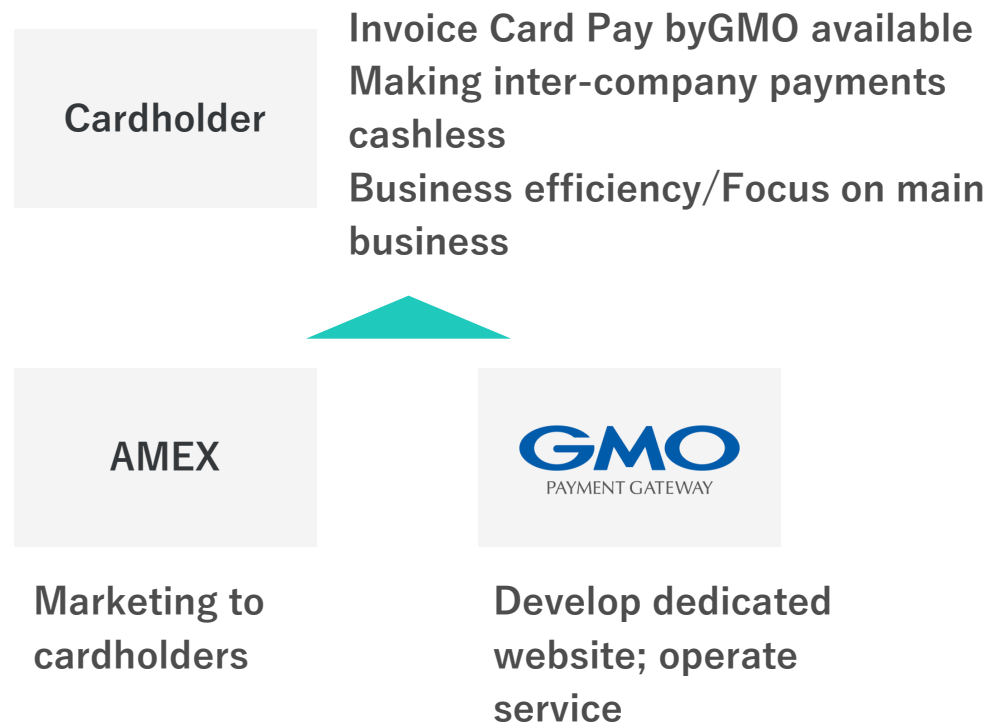 Cardholder
Invoice Card Pay byGMO available
Making inter-company payments
cashless
Business efficiency/Focus on main
business
AMEX
GMO
PAYMENT GATEWAY
Marketing to
cardholders
Develop dedicated
website; operate
service